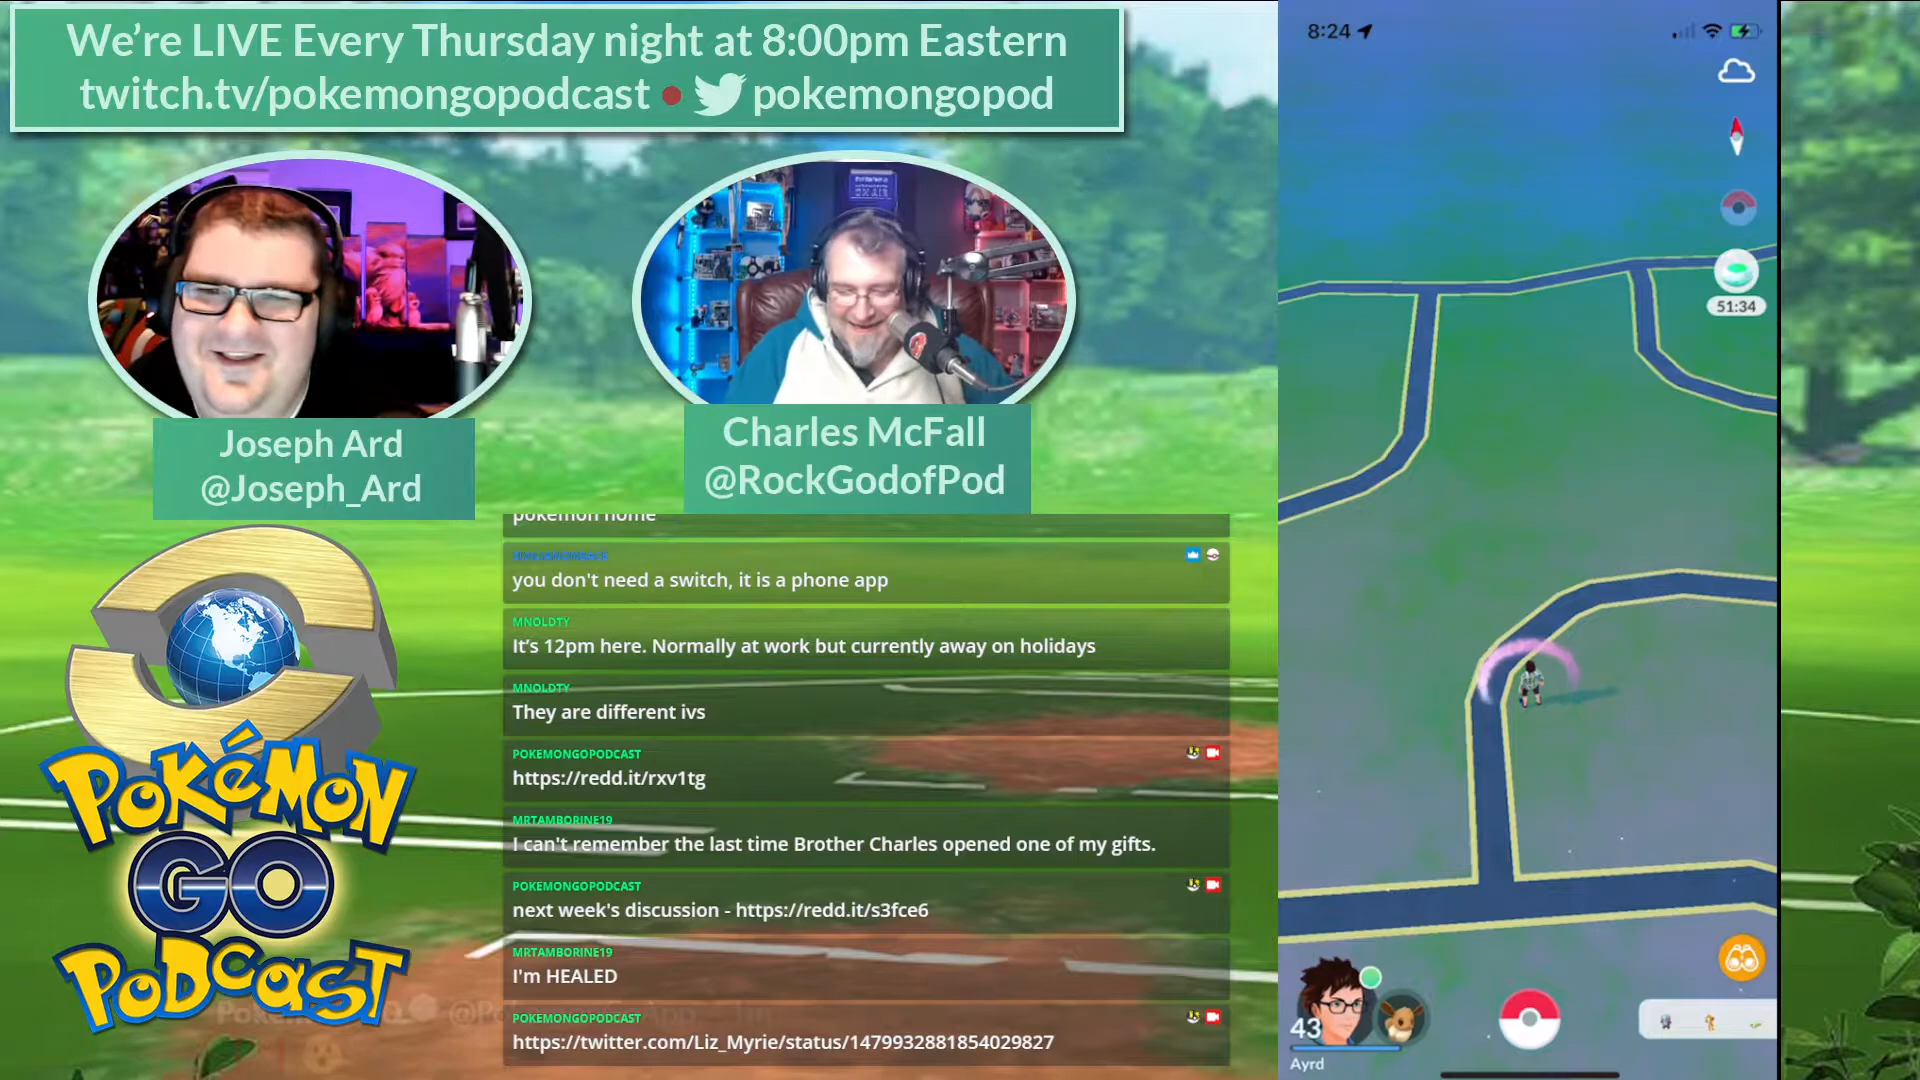 We’re LIVE Every Thursday night at 8:00pm Eastern
twitch.tv/pokemongopodcast • pokemongopod
8:24
51:34
ON AIR
Joseph Ard
@Joseph_Ard
Charles McFall
@RockGodofPod
pokemon home
you don't need a switch, it is a phone app
MNOLDTY
It’s 12pm here. Normally at work but currently away on holidays
MNOLDTY
They are different ivs
POKEMONGOPODCAST
https://redd.it/rxv1tg
MRTAMBORINE19
I can't remember the last time Brother Charles opened one of my gifts.
POKEMONGOPODCAST
next week's discussion - https://redd.it/s3fce6
MRTAMBORINE19
I'm HEALED
POKEMONGOPODCAST
https://twitter.com/Liz_Myrie/status/1479932881854029827
POKéMON
GO
PODCAST
43
Ayrd